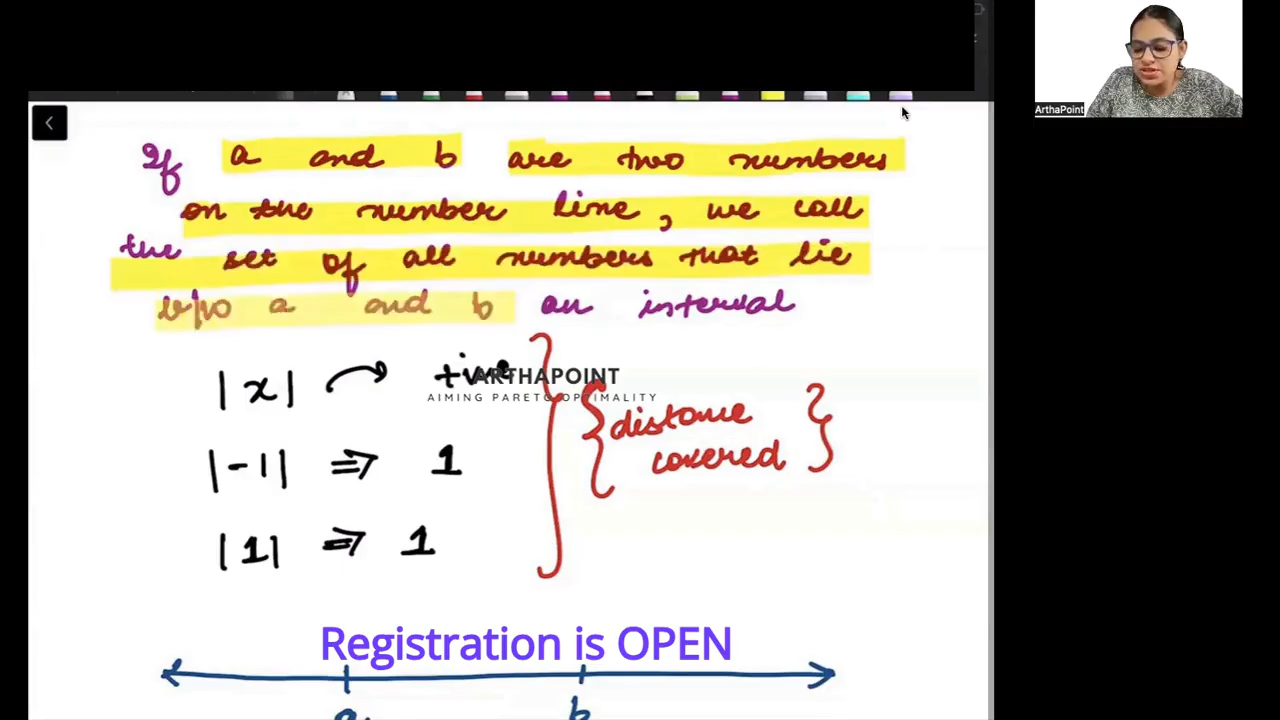 ArthaPoint
If a and b are two numbers
on the number line, we call
the set of all numbers that lie
b/w a and b an interval
|x| +ive
ARTHAPOINT
AIMING PARETO OPTIMALITY
distance
covered
|-1| ⇒ 1
|1| ⇒ 1
Registration is OPEN
a b